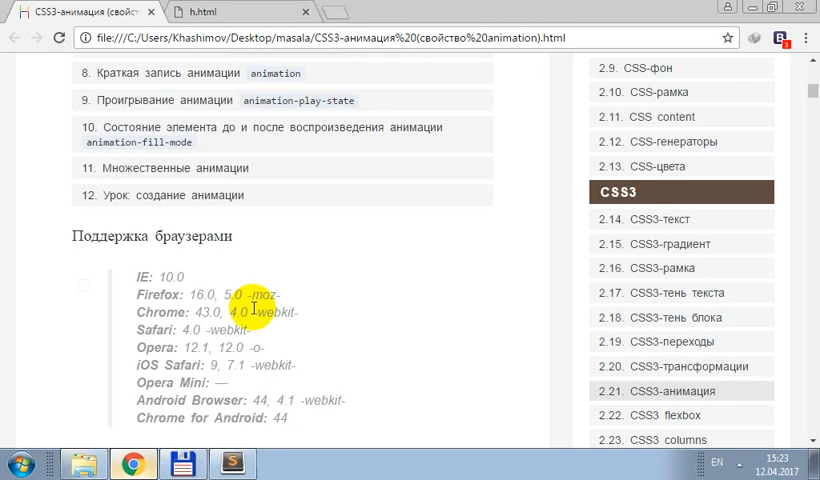 CSS3-анимация (свойств
h.html
file:///C:/Users/Khashimov/Desktop/masala/CSS3-анимация%20(свойство%20animation).html
3
8. Краткая запись анимации animation
9. Проигрывание анимации animation-play-state
10. Состояние элемента до и после воспроизведения анимации
animation-fill-mode
11. Множественные анимации
12. Урок: создание анимации
Поддержка браузерами
IE: 10.0
Firefox: 16.0, 5.0 -moz-
Chrome: 43.0, 4.0 -webkit-
Safari: 4.0 -webkit-
Opera: 12.1, 12.0 -o-
iOS Safari: 9, 7.1 -webkit-
Opera Mini: —
Android Browser: 44, 4.1 -webkit-
Chrome for Android: 44
2.9. CSS-фон
2.10. CSS-рамка
2.11. CSS content
2.12. CSS-генераторы
2.13. CSS-цвета
CSS3
2.14. CSS3-текст
2.15. CSS3-градиент
2.16. CSS3-рамка
2.17. CSS3-тень текста
2.18. CSS3-тень блока
2.19. CSS3-переходы
2.20. CSS3-трансформации
2.21. CSS3-анимация
2.22. CSS3 flexbox
2.23. CSS3 columns
EN
15:23
12.04.2017